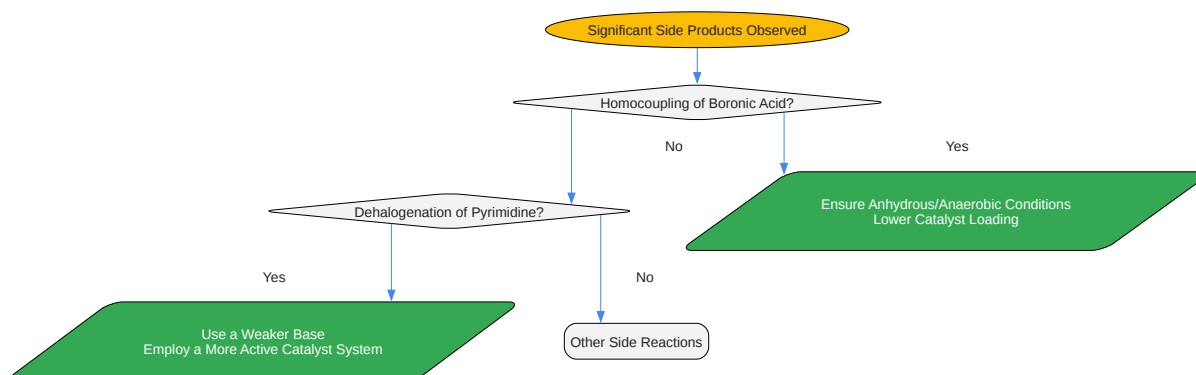 Significant Side Products Observed
Homocoupling of Boronic Acid?
No
Yes
Ensure Anhydrous/Anaerobic Conditions
Lower Catalyst Loading
Dehalogenation of Pyrimidine?
Yes
No
Use a Weaker Base
Employ a More Active Catalyst System
Other Side Reactions